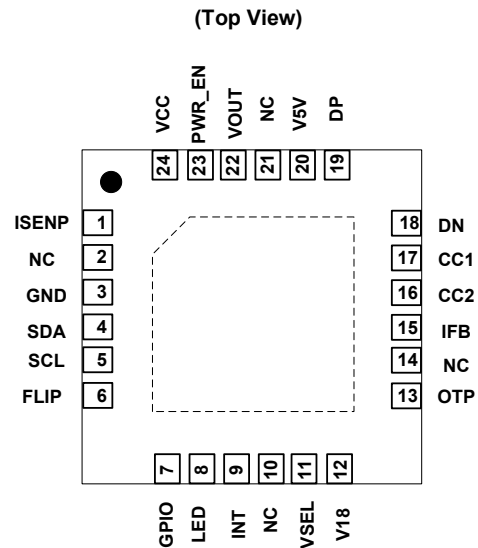 (Top View)
VCC PWR_EN VOUT NC V5V DP
24 23 22 21 20 19
ISENP 1
NC 2
GND 3
SDA 4
SCL 5
FLIP 6
18 DN
17 CC1
16 CC2
15 IFB
14 NC
13 OTP
7 8 9 10 11 12
GPIO LED INT NC VSEL V18